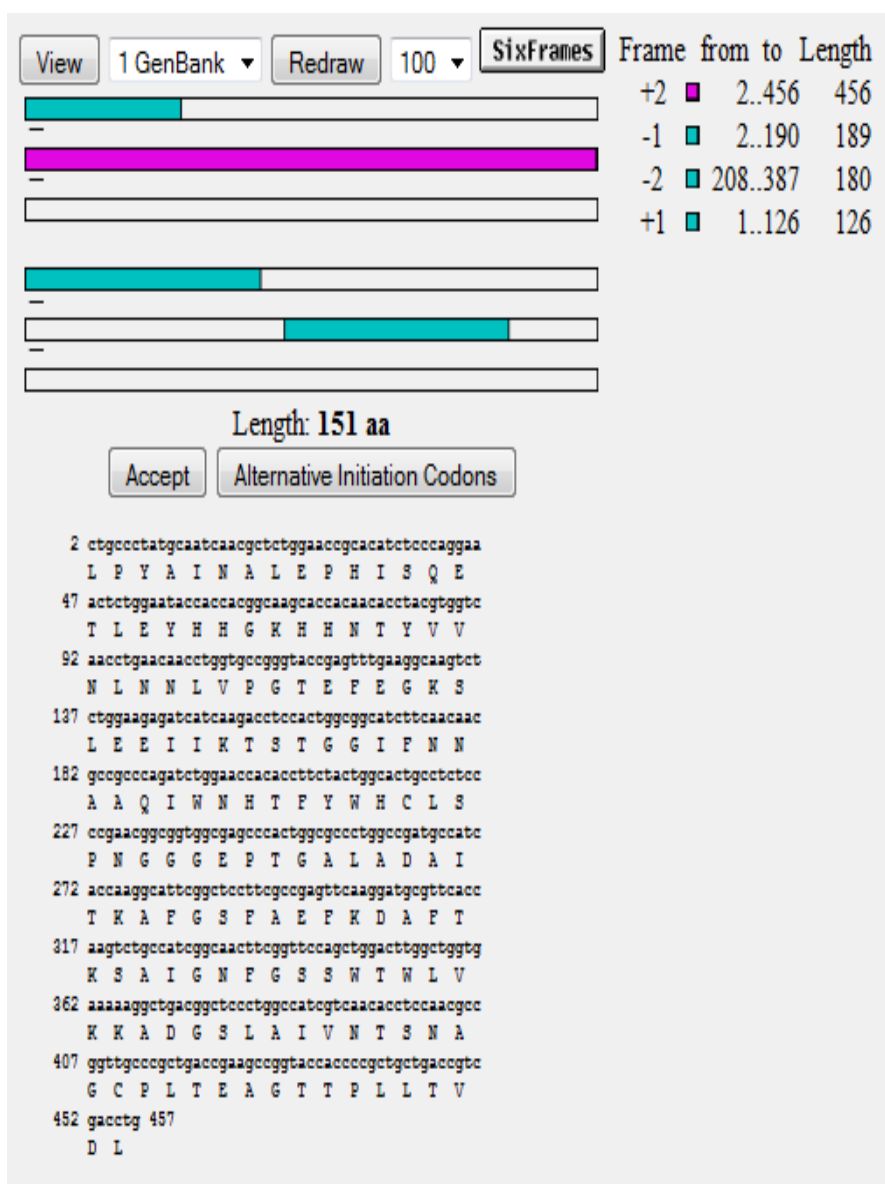 View 1 GenBank Redraw 100 SixFrames
Frame from to Length
+2 2..456 456
-1 2..190 189
-2 208..387 180
+1 1..126 126
Length: 151 aa
Accept Alternative Initiation Codons
2 ctgccctatgcaatcaacgctctggaaccgcacatctcccaggaa
L P Y A I N A L E P H I S Q E
47 actctggaataccaccacggcaagcaccacaacacctacgtggtc
T L E Y H H G K H H N T Y V V
92 aacctgaacaacctggtgccgggtaccgagtttgaaggcaagtct
N L N N L V P G T E F E G K S
137 ctggaagagatcatcaagacctccactggcggcatcttcaacaac
L E E I I K T S T G G I F N N
182 gccgcccagatctggaaccacaccttctactggcactgcctctcc
A A Q I W N H T F Y W H C L S
227 ccgaacggcggtggcgagcccactggcgccctggccgatgccatc
P N G G G E P T G A L A D A I
272 accaaggcattcggctccttcgccgagttcaaggatgcgttcacc
T K A F G S F A E F K D A F T
317 aagtctgccatcggcaacttcggttccagctggacttggctggtg
K S A I G N F G S S W T W L V
362 aaaaaggctgacggctccctggccatcgtcaacacctccaacgcc
K K A D G S L A I V N T S N A
407 ggttgcccgctgaccgaagccggtaccaccccgctgctgaccgtc
G C P L T E A G T T P L L T V
452 gacctg 457
D L